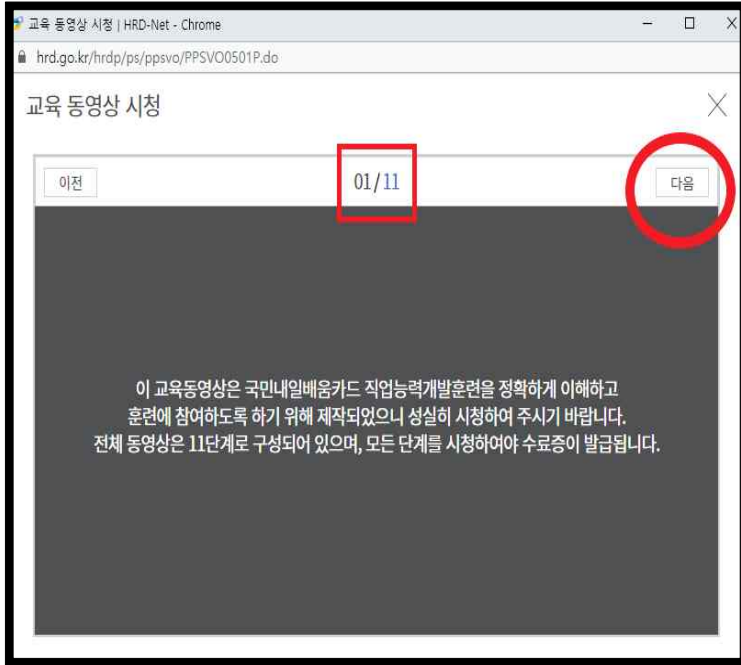 교육 동영상 시청 | HRD-Net - Chrome
hrd.go.kr/hrdp/ps/ppsvo/PPSVO0501P.do
교육 동영상 시청
이전 01/11 다음
이 교육동영상은 국민내일배움카드 직업능력개발훈련을 정확하게 이해하고
훈련에 참여하도록 하기 위해 제작되었으니 성실히 시청하여 주시기 바랍니다.
전체 동영상은 11단계로 구성되어 있으며, 모든 단계를 시청하여야 수료증이 발급됩니다.